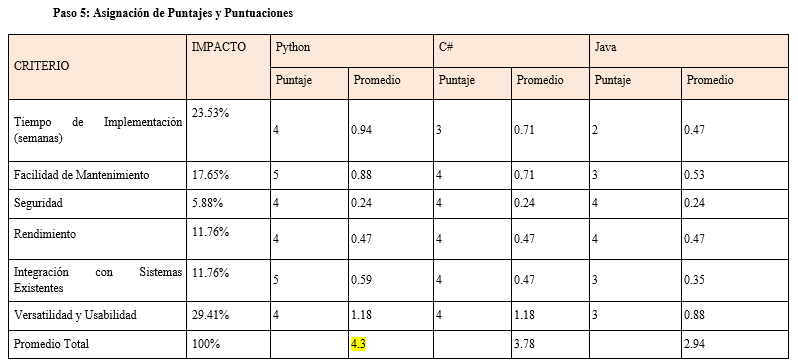 Paso 5: Asignación de Puntajes y Puntuaciones
CRITERIO IMPACTO Python C# Java
Puntaje Promedio Puntaje Promedio Puntaje Promedio
Tiempo de Implementación (semanas) 23.53% 4 0.94 3 0.71 2 0.47
Facilidad de Mantenimiento 17.65% 5 0.88 4 0.71 3 0.53
Seguridad 5.88% 4 0.24 4 0.24 4 0.24
Rendimiento 11.76% 4 0.47 4 0.47 4 0.47
Integración con Sistemas Existentes 11.76% 5 0.59 4 0.47 3 0.35
Versatilidad y Usabilidad 29.41% 4 1.18 4 1.18 3 0.88
Promedio Total 100% 4.3 3.78 2.94